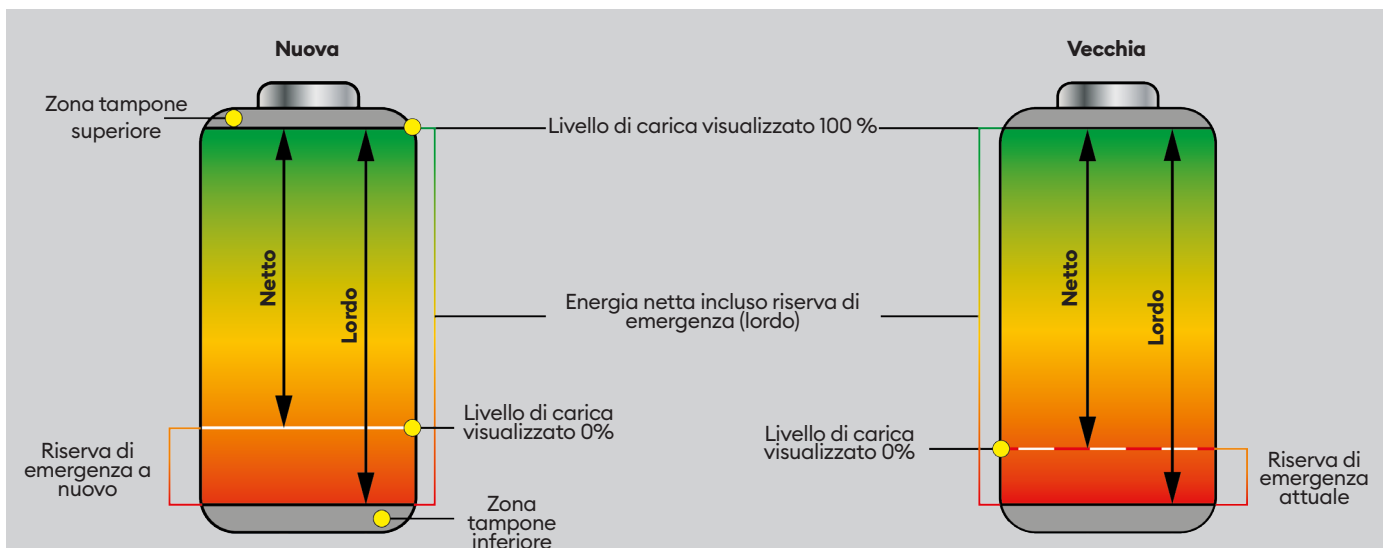 Nuova
Vecchia
Zona tampone
superiore
Livello di carica visualizzato 100 %
Netto
Lordo
Netto
Lordo
Energia netta incluso riserva di
emergenza (lordo)
Livello di carica
visualizzato 0%
Livello di carica
visualizzato 0%
Riserva di
emergenza a
nuovo
Riserva di
emergenza
attuale
Zona
tampone
inferiore